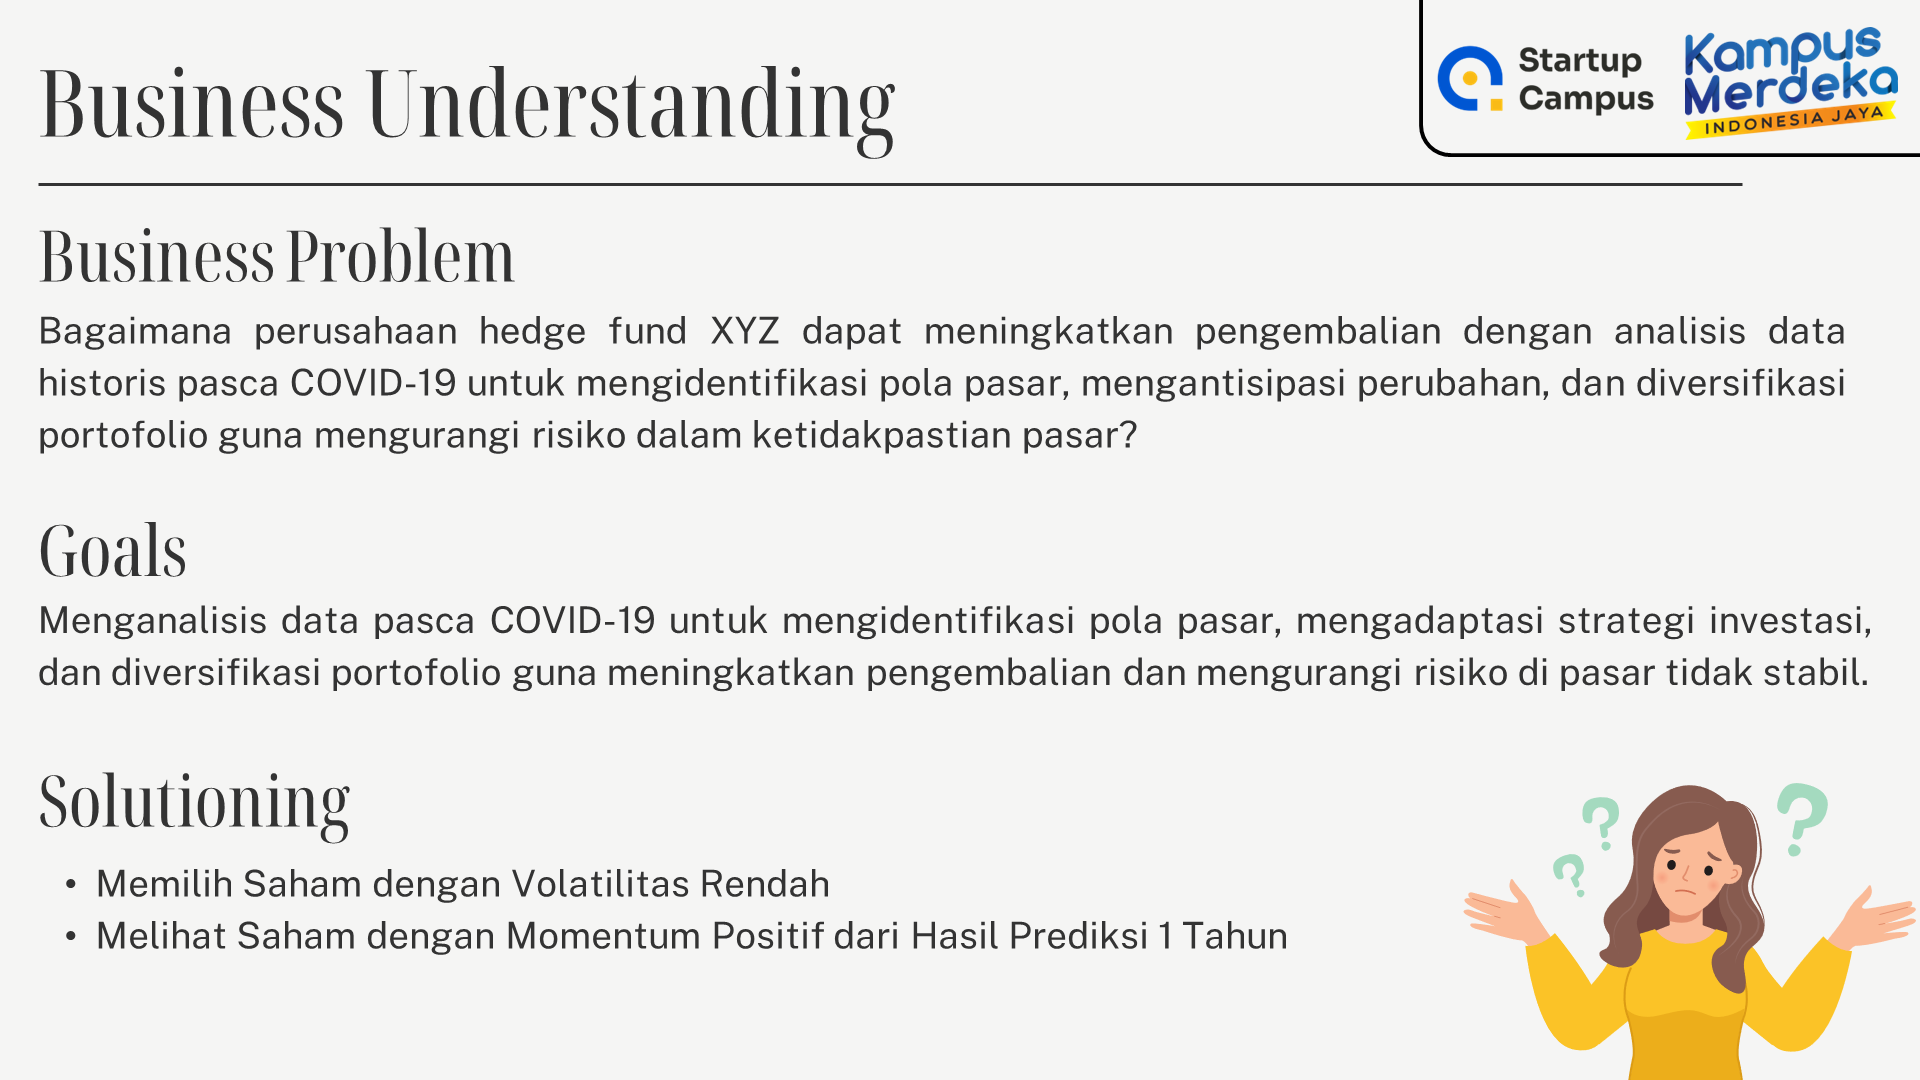 Business Understanding
Startup
Campus
Kampus
Merdeka
INDONESIA JAYA
Business Problem
Bagaimana perusahaan hedge fund XYZ dapat meningkatkan pengembalian dengan analisis data
historis pasca COVID-19 untuk mengidentifikasi pola pasar, mengantisipasi perubahan, dan diversifikasi
portofolio guna mengurangi risiko dalam ketidakpastian pasar?
Goals
Menganalisis data pasca COVID-19 untuk mengidentifikasi pola pasar, mengadaptasi strategi investasi,
dan diversifikasi portofolio guna meningkatkan pengembalian dan mengurangi risiko di pasar tidak stabil.
Solutioning
• Memilih Saham dengan Volatilitas Rendah
• Melihat Saham dengan Momentum Positif dari Hasil Prediksi 1 Tahun
? ? ?